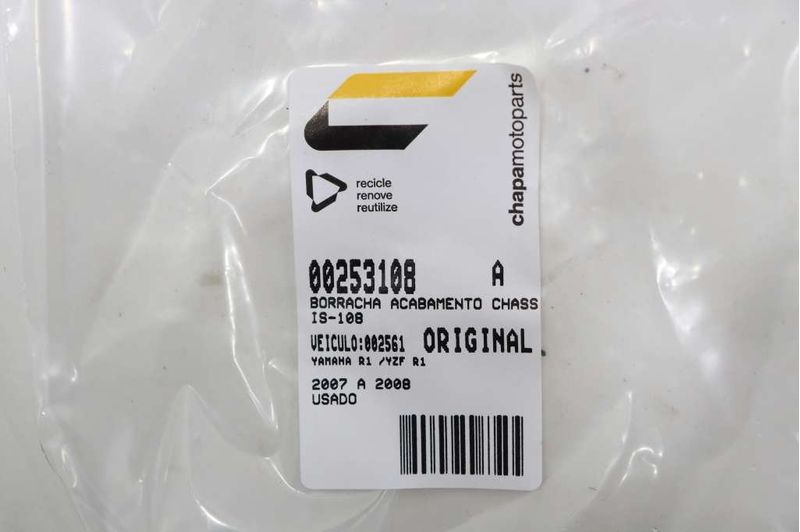 chapamotoparts
recicle
renove
reutilize
00253108 A
BORRACHA ACABAMENTO CHASS
IS-108
VEICULO:002561 ORIGINAL
YAMAHA R1 /YZF R1
2007 A 2008
USADO